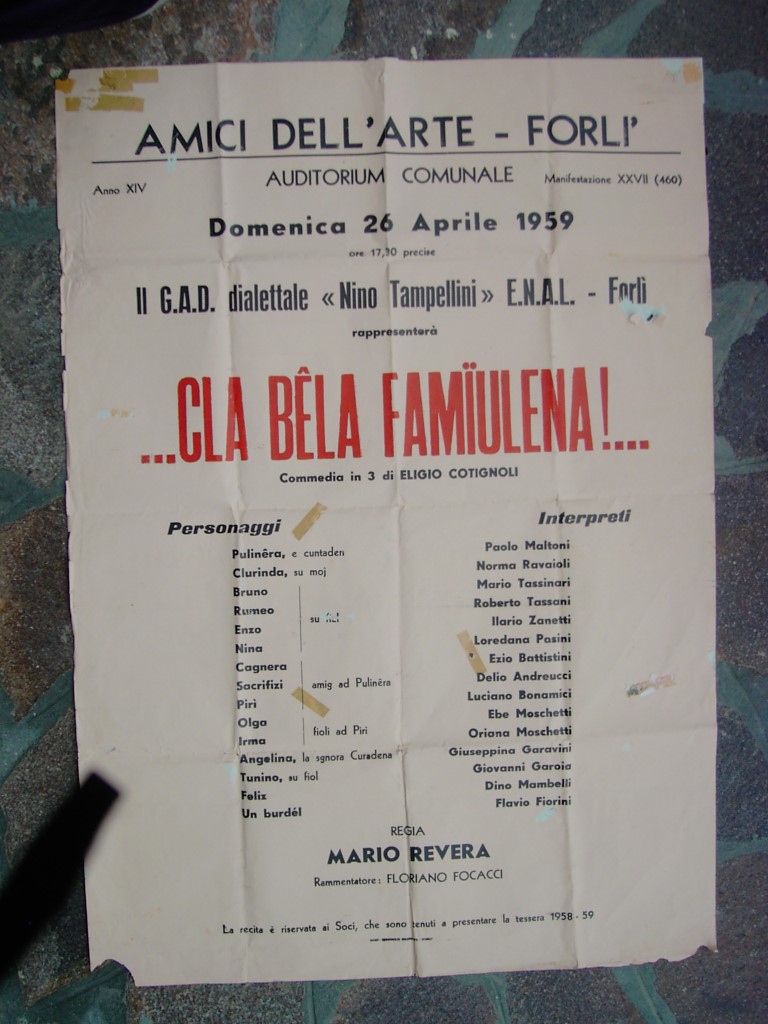 AMICI DELL'ARTE - FORLI'
Anno XIV
AUDITORIUM COMUNALE
Manifestazione XXVII (460)
Domenica 26 Aprile 1959
ore 17,30 precise
Il G.A.D. dialettale «Nino Tampellini» E.N.A.L. - Forlì
rappresenterà
...CLA BÊLA FAMÏULENA!...
Commedia in 3 di ELIGIO COTIGNOLI
Personaggi
Pulinêra, e cuntaden
Clurinda, su moj
Bruno
Rumeo
Enzo
Nina
su
Cagnera
Sacrifizi
Piri
amig ad Pulinêra
Olga
Irma
fioli ad Piri
Angelina, la sgnora Curadena
Tunino, su fiol
Feliz
Un burdél
Interpreti
Paolo Maltoni
Norma Ravaioli
Mario Tassinari
Roberto Tassani
Ilario Zanetti
Loredana Pasini
Ezio Battistini
Delio Andreucci
Luciano Bonamici
Ebe Moschetti
Oriana Moschetti
Giuseppina Garavini
Giovanni Garoia
Dino Mambelli
Flavio Fiorini
REGIA
MARIO REVERA
Rammentatore: FLORIANO FOCACCI
La recita è riservata ai Soci, che sono tenuti a presentare la tessera 1958-59